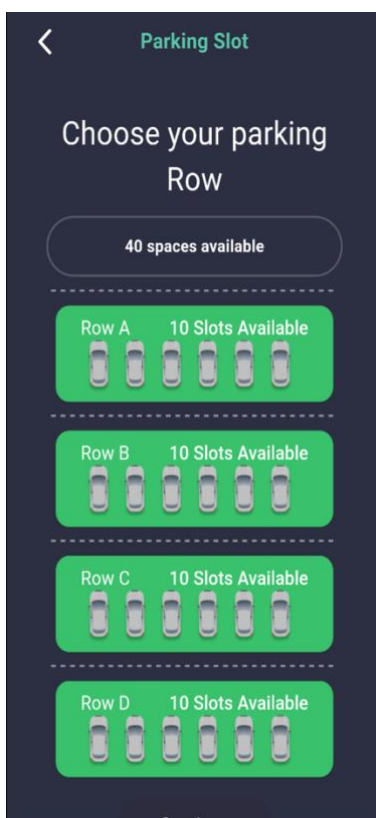 Parking Slot
Choose your parking
Row
40 spaces available
Row A 10 Slots Available
Row B 10 Slots Available
Row C 10 Slots Available
Row D 10 Slots Available